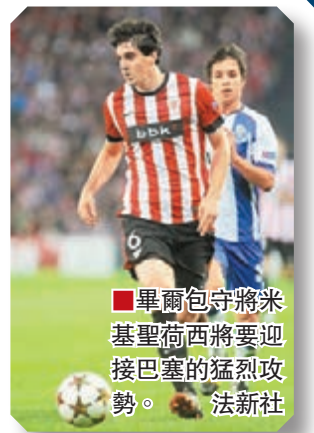 bbk
6
■畢爾包守將米
基聖荷西將要迎
接巴塞的猛烈攻
勢。 法新社